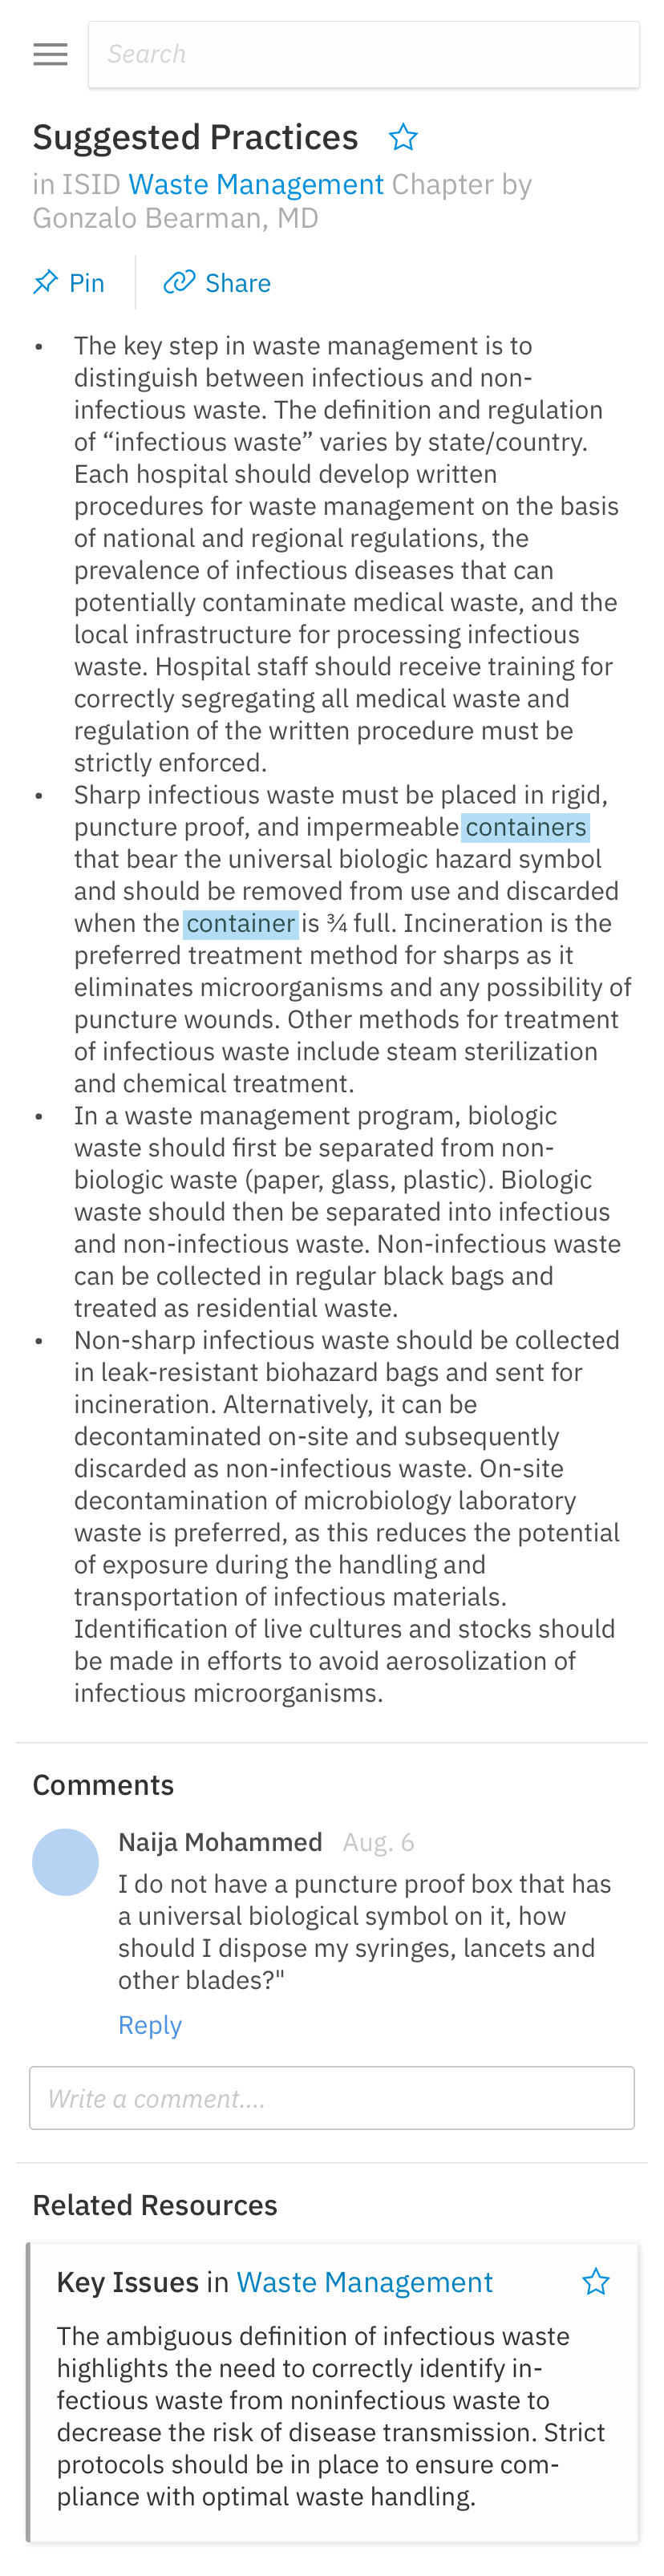 Search
Suggested Practices
in ISID Waste Management Chapter by
Gonzalo Bearman, MD
Pin
Share
• The key step in waste management is to
distinguish between infectious and non-
infectious waste. The definition and regulation
of “infectious waste” varies by state/country.
Each hospital should develop written
procedures for waste management on the basis
of national and regional regulations, the
prevalence of infectious diseases that can
potentially contaminate medical waste, and the
local infrastructure for processing infectious
waste. Hospital staff should receive training for
correctly segregating all medical waste and
regulation of the written procedure must be
strictly enforced.
• Sharp infectious waste must be placed in rigid,
puncture proof, and impermeable containers
that bear the universal biologic hazard symbol
and should be removed from use and discarded
when the container is ¾ full. Incineration is the
preferred treatment method for sharps as it
eliminates microorganisms and any possibility of
puncture wounds. Other methods for treatment
of infectious waste include steam sterilization
and chemical treatment.
• In a waste management program, biologic
waste should first be separated from non-
biologic waste (paper, glass, plastic). Biologic
waste should then be separated into infectious
and non-infectious waste. Non-infectious waste
can be collected in regular black bags and
treated as residential waste.
• Non-sharp infectious waste should be collected
in leak-resistant biohazard bags and sent for
incineration. Alternatively, it can be
decontaminated on-site and subsequently
discarded as non-infectious waste. On-site
decontamination of microbiology laboratory
waste is preferred, as this reduces the potential
of exposure during the handling and
transportation of infectious materials.
Identification of live cultures and stocks should
be made in efforts to avoid aerosolization of
infectious microorganisms.
Comments
Naija Mohammed Aug. 6
I do not have a puncture proof box that has
a universal biological symbol on it, how
should I dispose my syringes, lancets and
other blades?"
Reply
Write a comment....
Related Resources
Key Issues in Waste Management
The ambiguous definition of infectious waste
highlights the need to correctly identify in-
fectious waste from noninfectious waste to
decrease the risk of disease transmission. Strict
protocols should be in place to ensure com-
pliance with optimal waste handling.